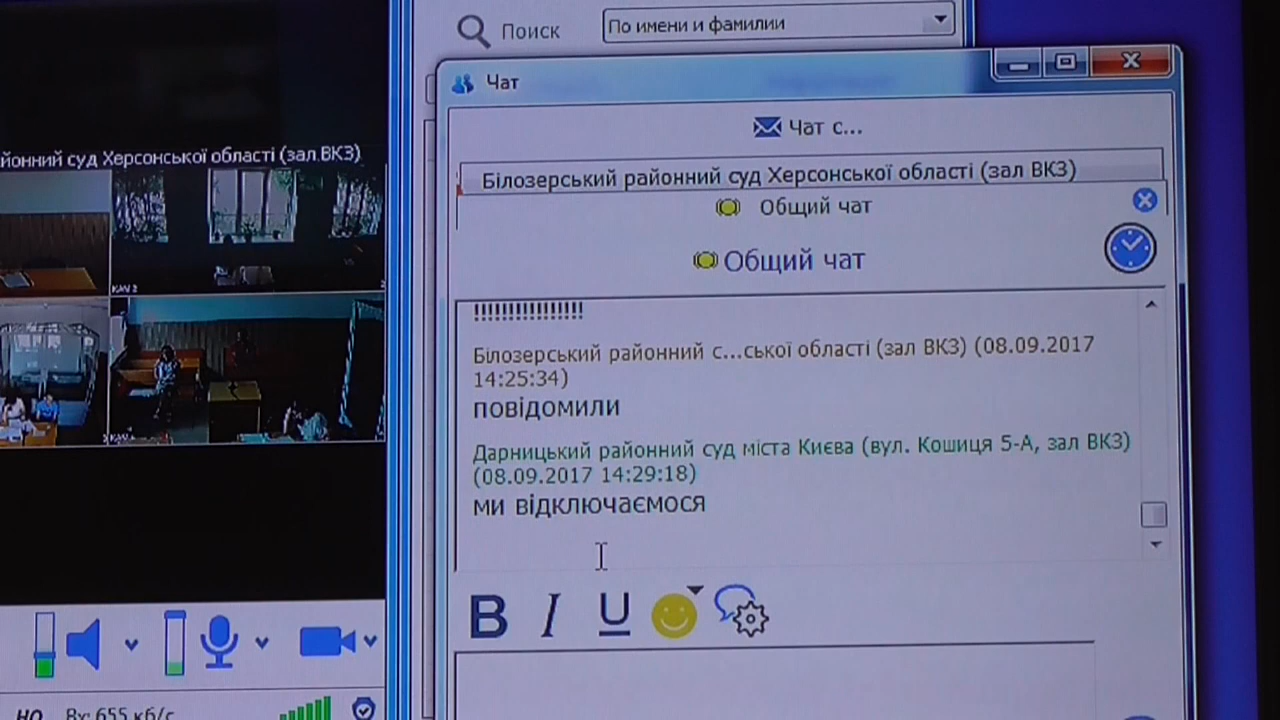 Поиск
По имени и фамилии
Чат
Чат с...
йонний суд Херсонської області (зал ВКЗ)
Білозерський районний суд Херсонської області (зал ВКЗ)
Общий чат
Общий чат
!!!!!!!!!!!!!!!!
Білозерський районний с...ської області (зал ВКЗ) (08.09.2017
14:25:34)
повідомили
Дарницький районний суд міста Києва (вул. Кошиця 5-А, зал ВКЗ)
(08.09.2017 14:29:18)
ми відключаємося
B I U
Вх: 655 кб/с